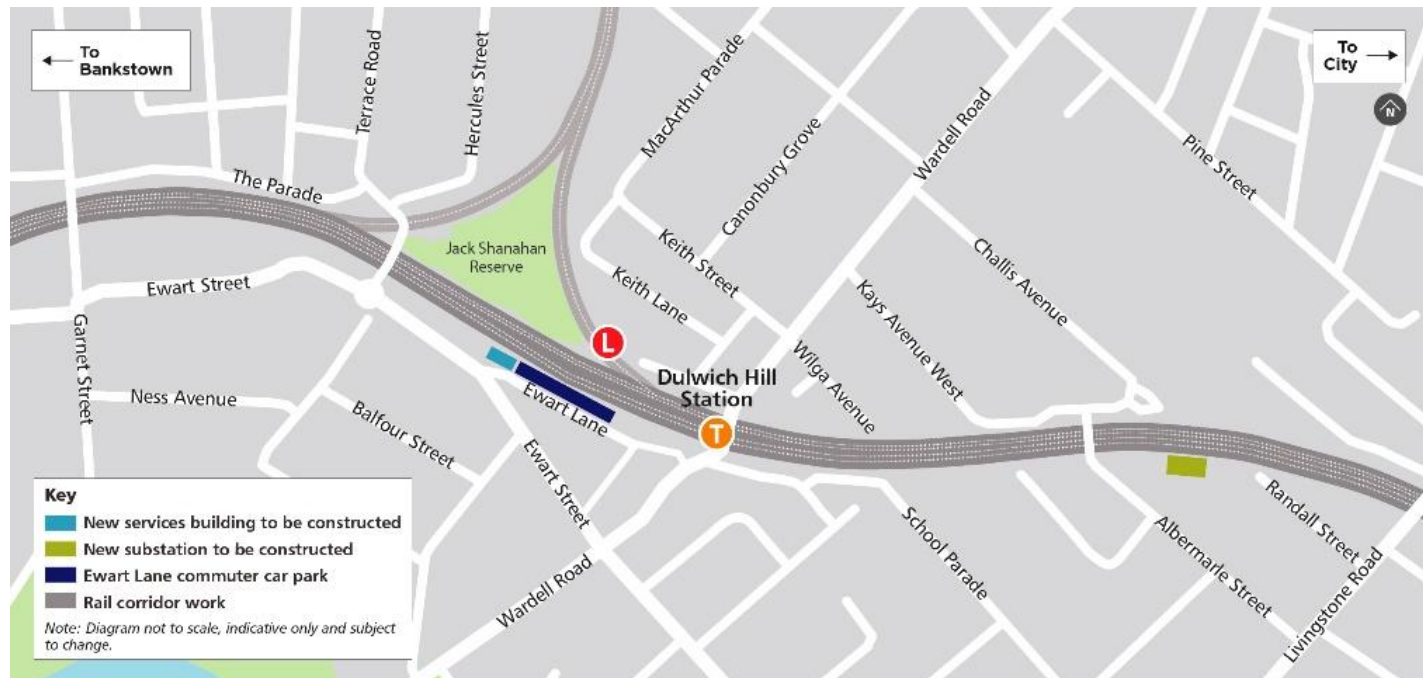 To
Bankstown
To
City
N
Terrace Road
Hercules Street
MacArthur Parade
Canonbury Grove
Wardell Road
Pine Street
The Parade
Jack Shanahan
Reserve
Keith Street
Keith Lane
Challis Avenue
Ewart Street
Garnet Street
L
Kays Avenue West
Wilga Avenue
Dulwich Hill
Station
T
Ness Avenue
Balfour Street
Ewart Lane
Ewart Street
School Parade
Randall Street
Albermarle Street
Livingstone Road
Wardell Road
Key
New services building to be constructed
New substation to be constructed
Ewart Lane commuter car park
Rail corridor work
Note: Diagram not to scale, indicative only and subject
to change.